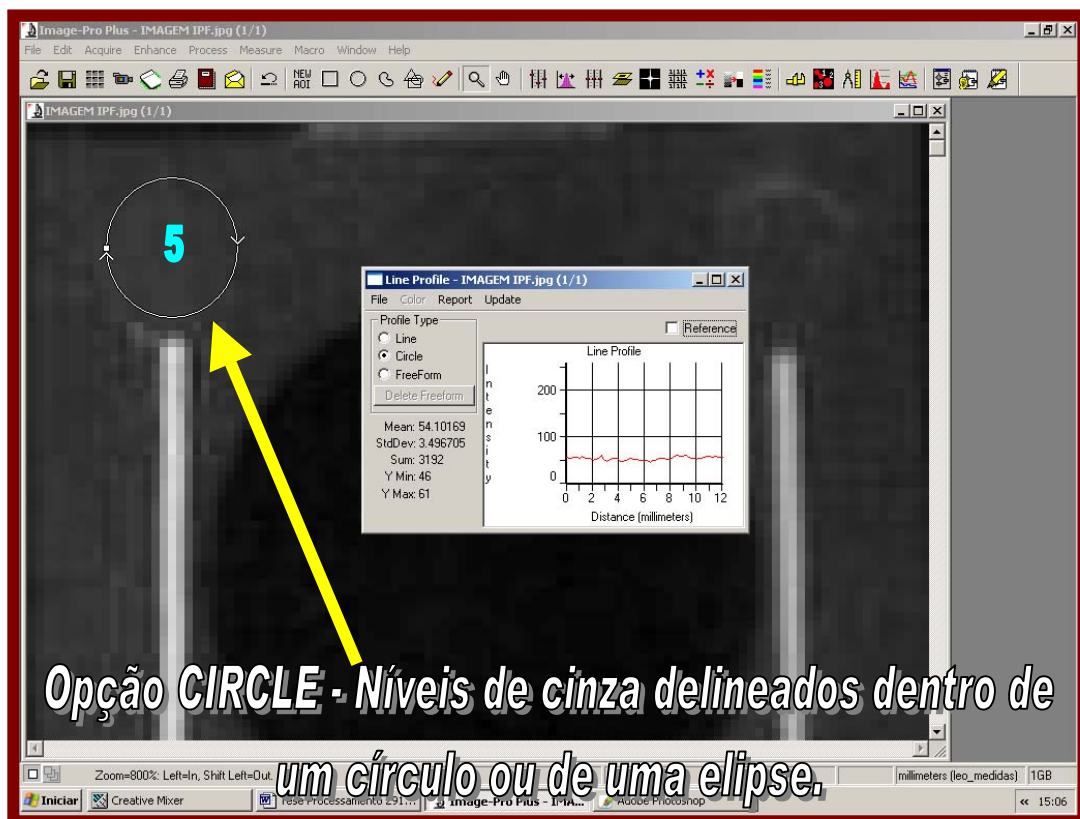 Image-Pro Plus - IMAGEM IPF.jpg (1/1)
File Edit Acquire Enhance Process Measure Macro Window Help
NEW AOI
IMAGEM IPF.jpg (1/1)
5
Line Profile - IMAGEM IPF.jpg (1/1)
File Color Report Update
Profile Type
Line
Circle
FreeForm
Delete Freeform
Reference
Mean: 54.10169
StdDev: 3.496705
Sum: 3192
Y Min: 46
Y Max: 61
Line Profile
Intensity
200
100
0
0 2 4 6 8 10 12
Distance (millimeters)
Opção CIRCLE - Níveis de cinza delineados dentro de
um círculo ou de uma elipse.
Zoom=800%: Left=In, Shift Left=Out.
millimeters (leo_medidas) 1GB
Iniciar Creative Mixer Processamento 291... Image-Pro Plus - IMA... Adobe Photoshop « 15:06